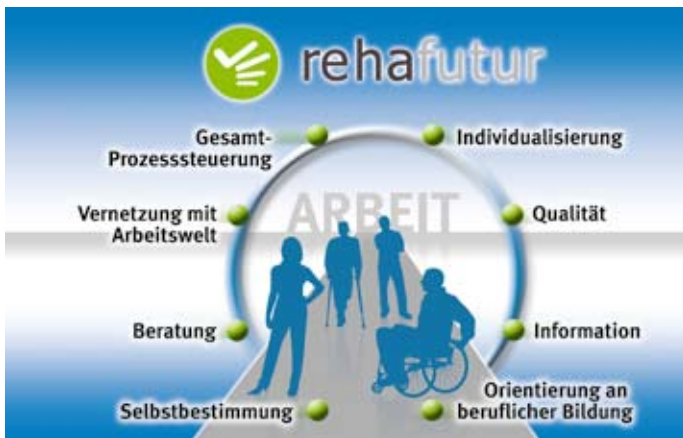 rehafutur
Gesamt-
Prozesssteuerung
Individualisierung
Vernetzung mit
Arbeitswelt
ARBEIT
Qualität
Beratung
Information
Selbstbestimmung
Orientierung an
beruflicher Bildung